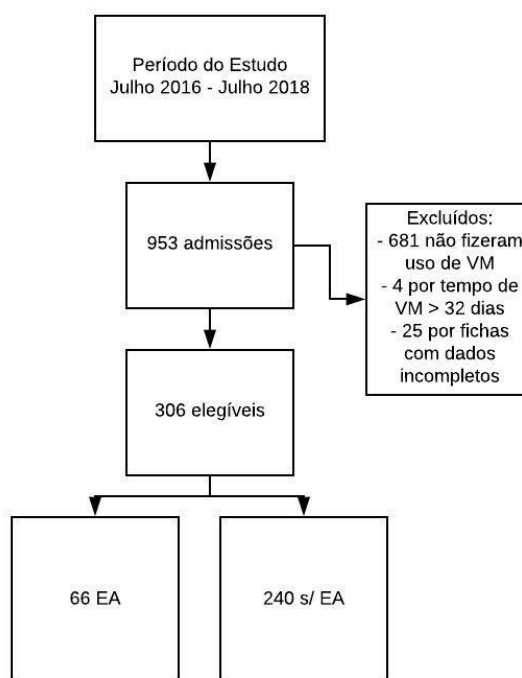 Período do Estudo
Julho 2016 - Julho 2018
953 admissões
Excluídos:
- 681 não fizeram
uso de VM
- 4 por tempo de
VM > 32 dias
- 25 por fichas
com dados
incompletos
306 elegíveis
66 EA
240 s/ EA